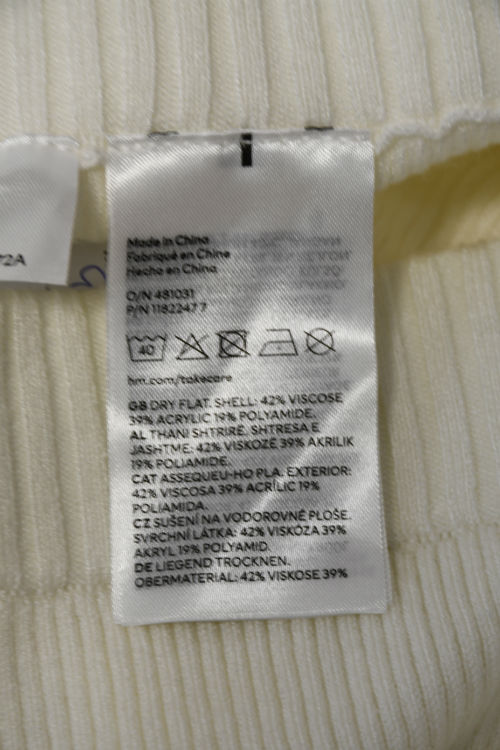 Made in China
Fabriqué en Chine
Hecho en China
O/N 481031
P/N 11822477
40
hm.com/takecare
GB DRY FLAT. SHELL: 42% VISCOSE
39% ACRYLIC 19% POLYAMIDE.
AL THANI SHTRIRË. SHTRESA E
JASHTME: 42% VISKOZË 39% AKRILIK
19% POLIAMIDE.
CAT ASSEQUEU-HO PLA. EXTERIOR:
42% VISCOSA 39% ACRÍLIC 19%
POLIAMIDA.
CZ SUŠENÍ NA VODOROVNÉ PLOŠE.
SVRCHNÍ LÁTKA: 42% VISKÓZA 39%
AKRYL 19% POLYAMID.
DE LIEGEND TROCKNEN.
OBERMATERIAL: 42% VISKOSE 39%
72A